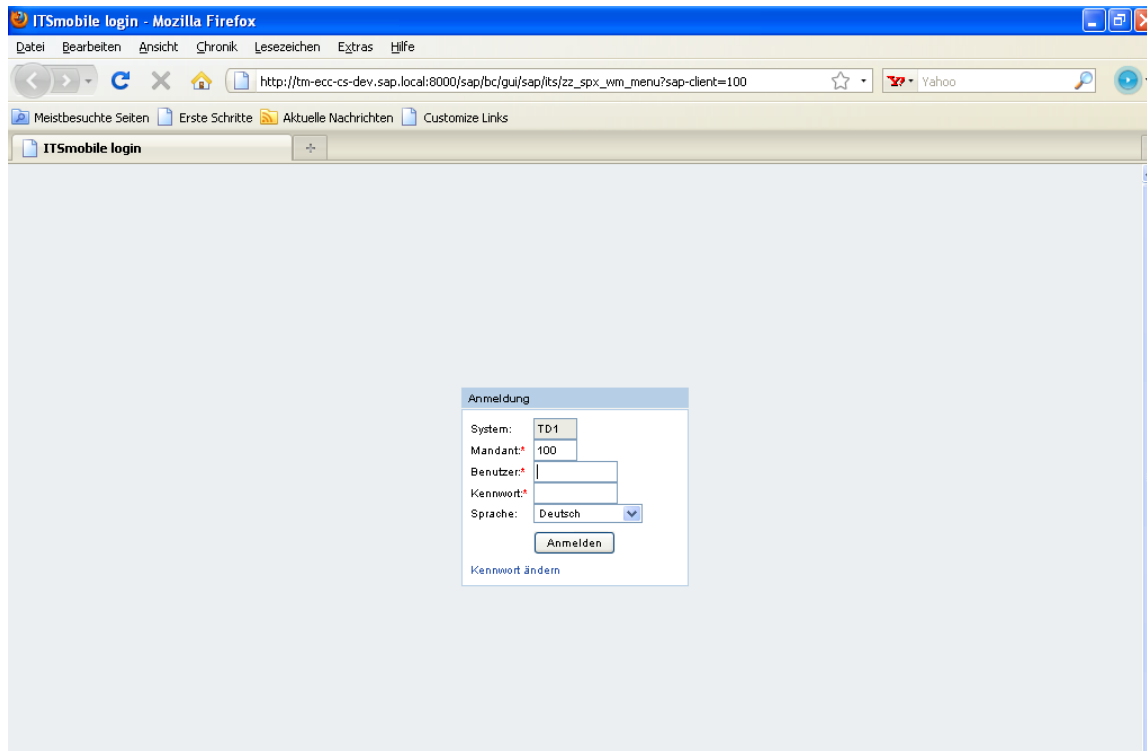 ITSmobile login - Mozilla Firefox
Datei Bearbeiten Ansicht Chronik Lesezeichen Extras Hilfe
http://tm-ecc-cs-dev.sap.local:8000/sap/bc/gui/sap/its/zz_spx_wm_menu?sap-client=100 Yahoo
Meistbesuchte Seiten Erste Schritte Aktuelle Nachrichten Customize Links
ITSmobile login
Anmeldung
System: TD1
Mandant:* 100
Benutzer:*
Kennwort:*
Sprache: Deutsch
Anmelden
Kennwort ändern